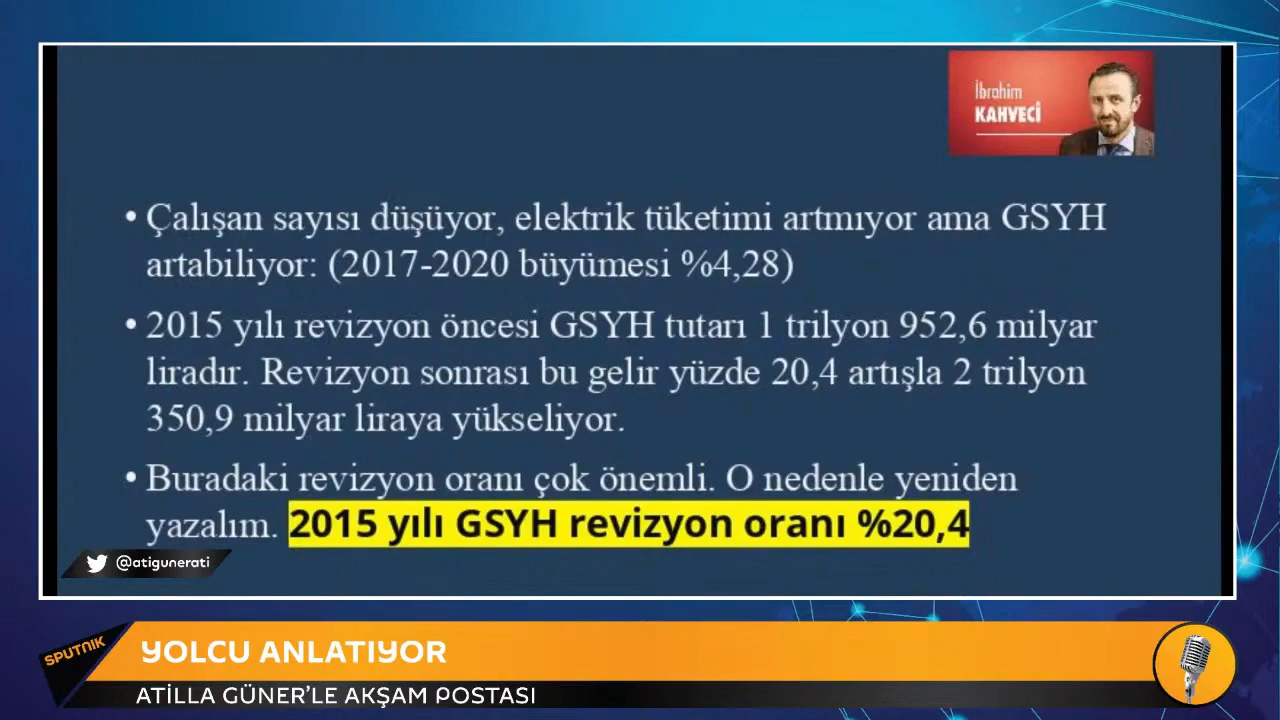 İbrahim
KAHVECİ
• Çalışan sayısı düşüyor, elektrik tüketimi artmıyor ama GSYH
artabiliyor: (2017-2020 büyümesi %4,28)
• 2015 yılı revizyon öncesi GSYH tutarı 1 trilyon 952,6 milyar
liradır. Revizyon sonrası bu gelir yüzde 20,4 artışla 2 trilyon
350,9 milyar liraya yükseliyor.
• Buradaki revizyon oranı çok önemli. O nedenle yeniden
yazalım. 2015 yılı GSYH revizyon oranı %20,4
@atigunerati
SPUTNIK
YOLCU ANLATIYOR
ATİLLA GÜNER'LE AKŞAM POSTASI